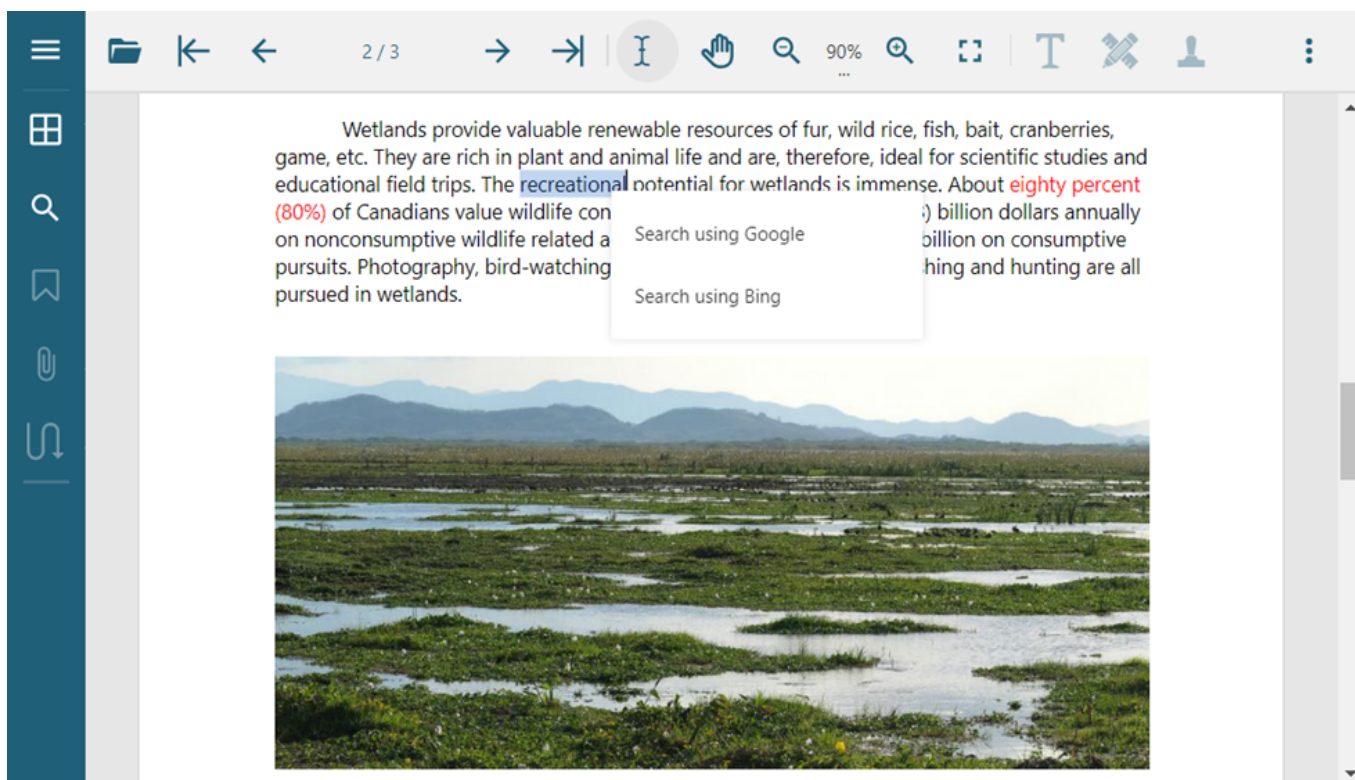 2 / 3
90%
...
Wetlands provide valuable renewable resources of fur, wild rice, fish, bait, cranberries,
game, etc. They are rich in plant and animal life and are, therefore, ideal for scientific studies and
educational field trips. The recreational potential for wetlands is immense. About eighty percent
(80%) of Canadians value wildlife con ) billion dollars annually
on nonconsumptive wildlife related a billion on consumptive
pursuits. Photography, bird-watching hing and hunting are all
pursued in wetlands.
Search using Google
Search using Bing